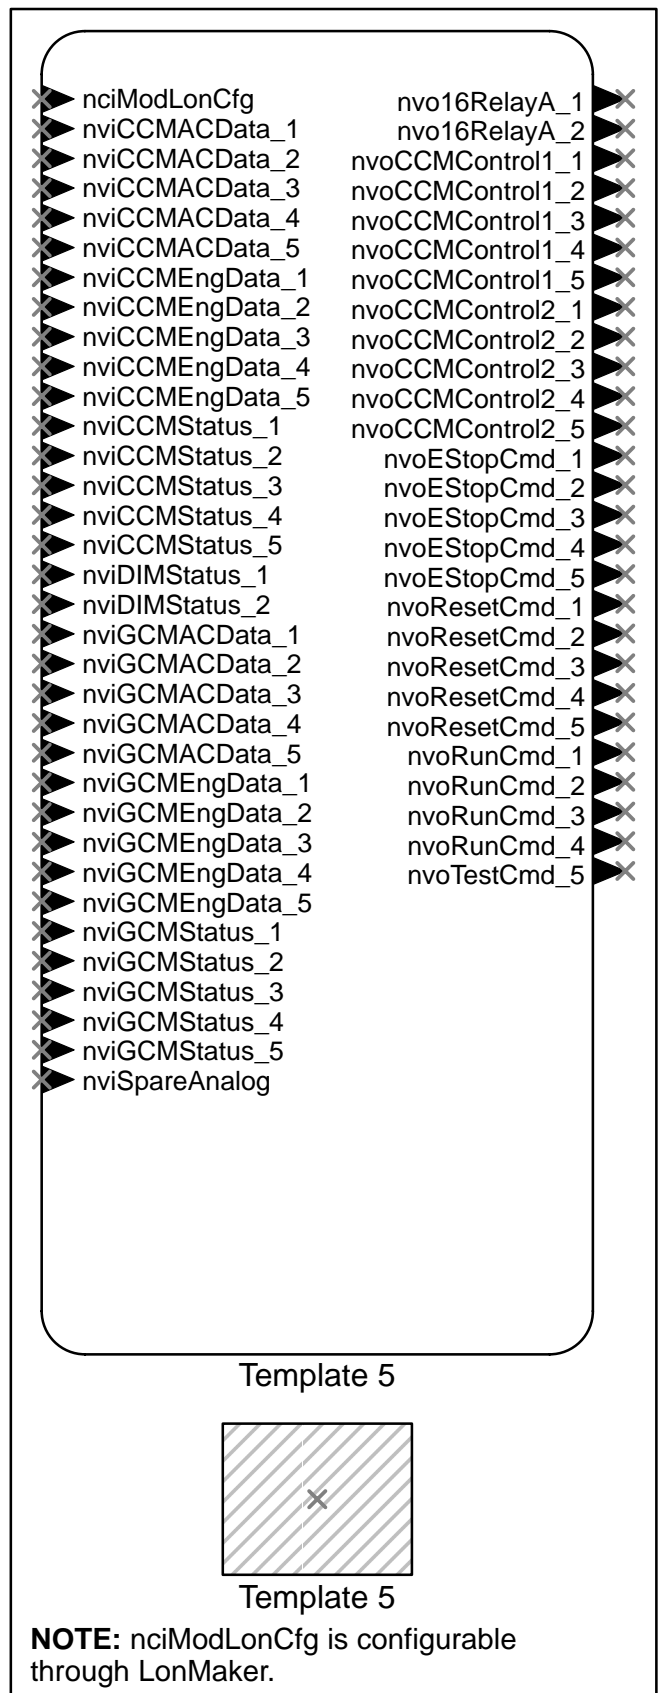 nciModLonCfg
nviCCMACData_1
nviCCMACData_2
nviCCMACData_3
nviCCMACData_4
nviCCMACData_5
nviCCMEngData_1
nviCCMEngData_2
nviCCMEngData_3
nviCCMEngData_4
nviCCMEngData_5
nviCCMStatus_1
nviCCMStatus_2
nviCCMStatus_3
nviCCMStatus_4
nviCCMStatus_5
nviDIMStatus_1
nviDIMStatus_2
nviGCMACData_1
nviGCMACData_2
nviGCMACData_3
nviGCMACData_4
nviGCMACData_5
nviGCMEngData_1
nviGCMEngData_2
nviGCMEngData_3
nviGCMEngData_4
nviGCMEngData_5
nviGCMStatus_1
nviGCMStatus_2
nviGCMStatus_3
nviGCMStatus_4
nviGCMStatus_5
nviSpareAnalog
nvo16RelayA_1
nvo16RelayA_2
nvoCCMControl1_1
nvoCCMControl1_2
nvoCCMControl1_3
nvoCCMControl1_4
nvoCCMControl1_5
nvoCCMControl2_1
nvoCCMControl2_2
nvoCCMControl2_3
nvoCCMControl2_4
nvoCCMControl2_5
nvoEStopCmd_1
nvoEStopCmd_2
nvoEStopCmd_3
nvoEStopCmd_4
nvoEStopCmd_5
nvoResetCmd_1
nvoResetCmd_2
nvoResetCmd_3
nvoResetCmd_4
nvoResetCmd_5
nvoRunCmd_1
nvoRunCmd_2
nvoRunCmd_3
nvoRunCmd_4
nvoTestCmd_5
Template 5
Template 5
NOTE: nciModLonCfg is configurable
through LonMaker.